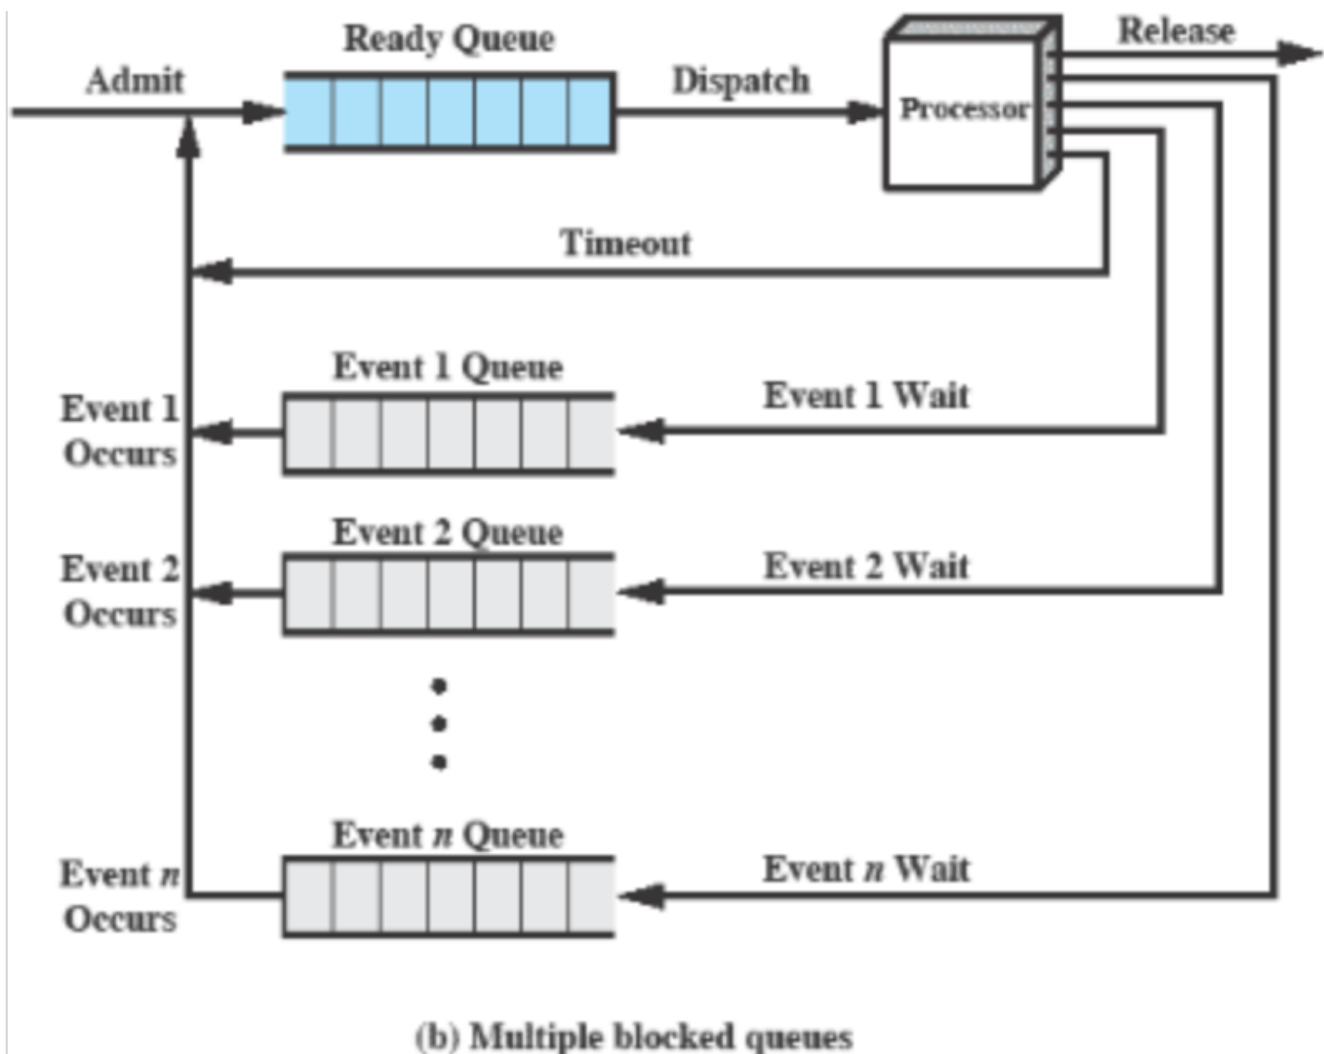 Ready Queue
Release
Admit
Dispatch
Processor
Timeout
Event 1 Queue
Event 1 Wait
Event 1
Occurs
Event 2 Queue
Event 2 Wait
Event 2
Occurs
Event n Queue
Event n Wait
Event n
Occurs
(b) Multiple blocked queues